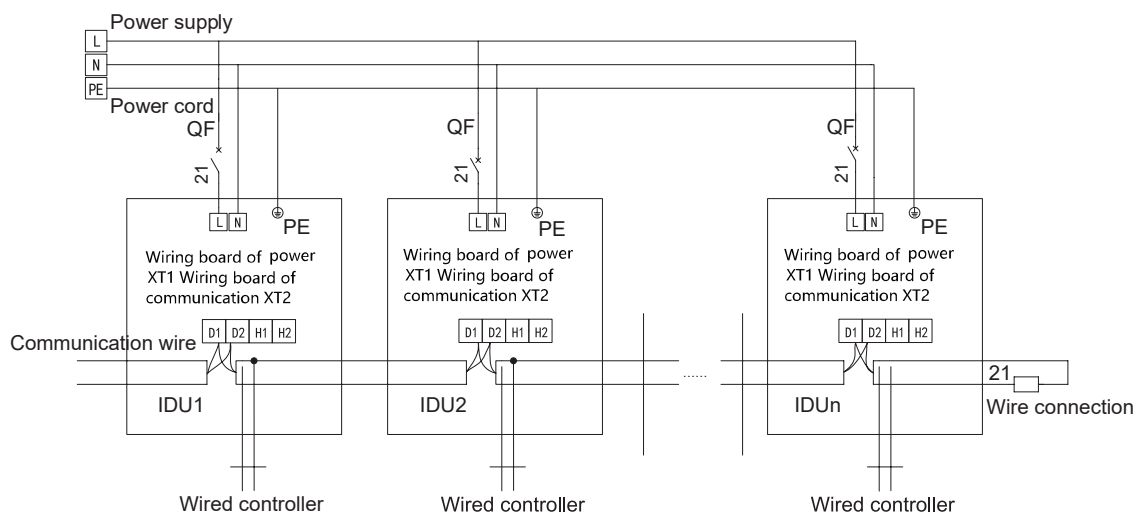 Power supply
L
N
PE
Power cord
QF QF QF
21 21 21
L N PE L N PE L N PE
Wiring board of power
XT1 Wiring board of
communication XT2
Wiring board of power
XT1 Wiring board of
communication XT2
Wiring board of power
XT1 Wiring board of
communication XT2
D1 D2 H1 H2 D1 D2 H1 H2 D1 D2 H1 H2
Communication wire
......
21
IDU1 IDU2 IDUn Wire connection
Wired controller Wired controller Wired controller